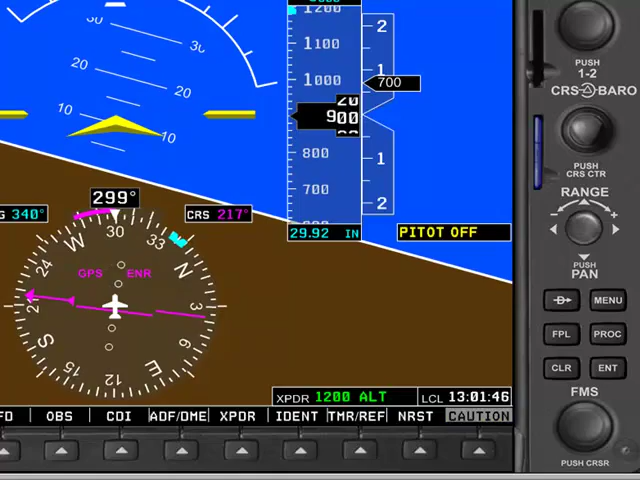 1200
2
1100
30
30
1
1000
700
20
20
20
900
00
10
10
800
1
700
2
299°
G 340°
CRS 217°
29.92 IN
PITOT OFF
30
33
W
N
24
GPS
ENR
21
3
S
6
15
E
12
XPDR 1200 ALT
LCL 13:01:46
FD
OBS
CDI
ADF/DME
XPDR
IDENT
TMR/REF
NRST
CAUTION
PUSH
1-2
CRS
BARO
PUSH
CRS CTR
RANGE
PUSH
PAN
D
MENU
FPL
PROC
CLR
ENT
FMS
PUSH CRSR